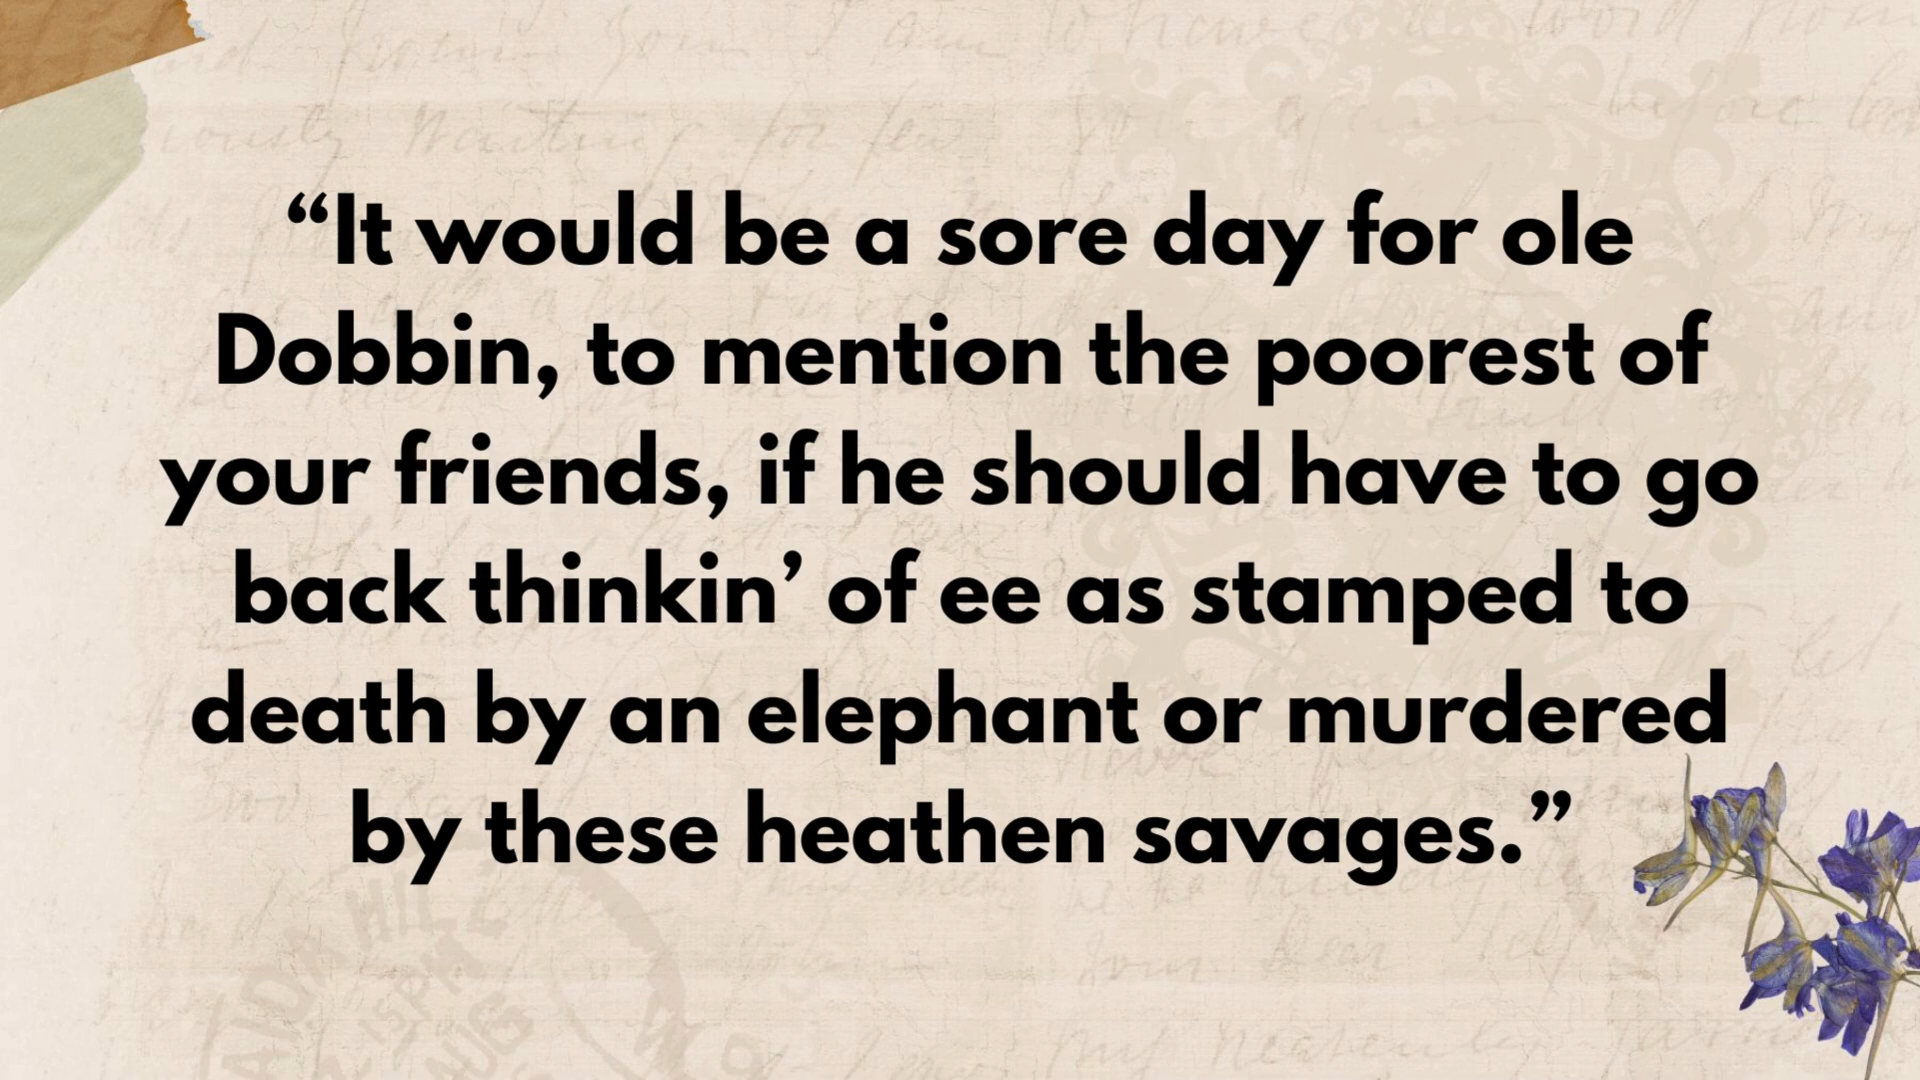 “It would be a sore day for ole
Dobbin, to mention the poorest of
your friends, if he should have to go
back thinkin’ of ee as stamped to
death by an elephant or murdered
by these heathen savages.”